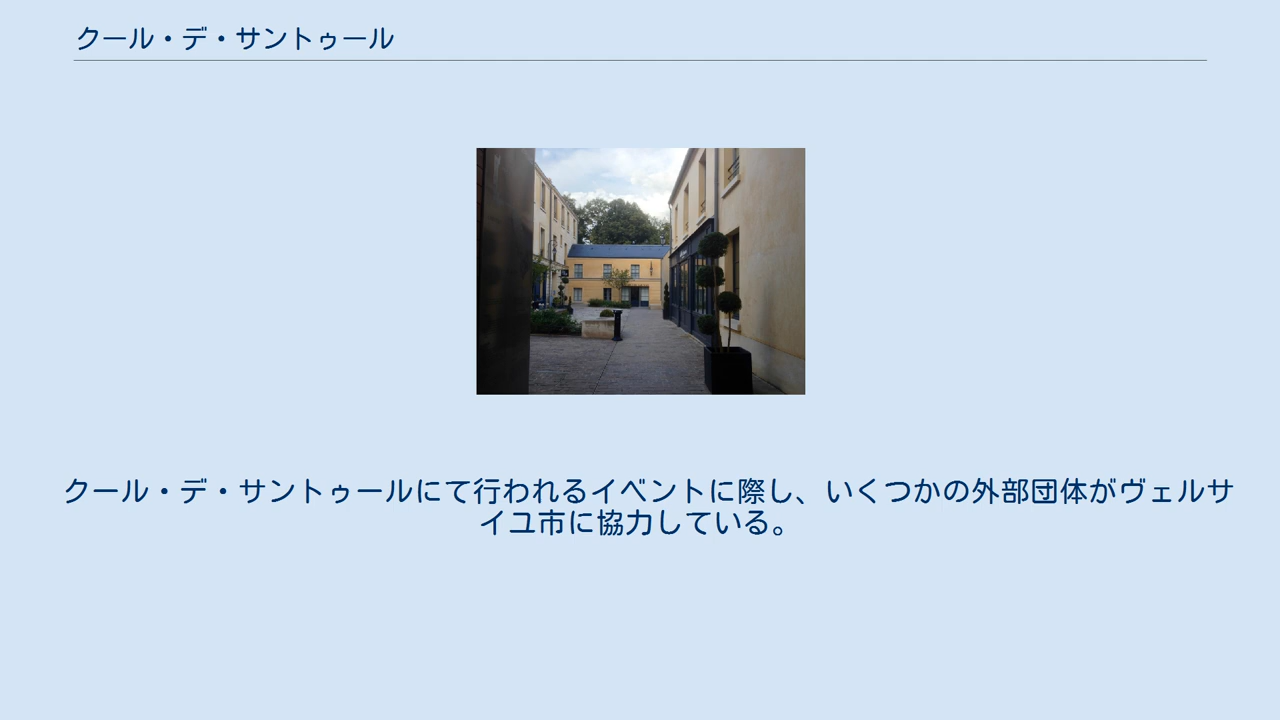 クール・デ・サントゥール
クール・デ・サントゥールにて行われるイベントに際し、いくつかの外部団体がヴェルサ
イユ市に協力している。